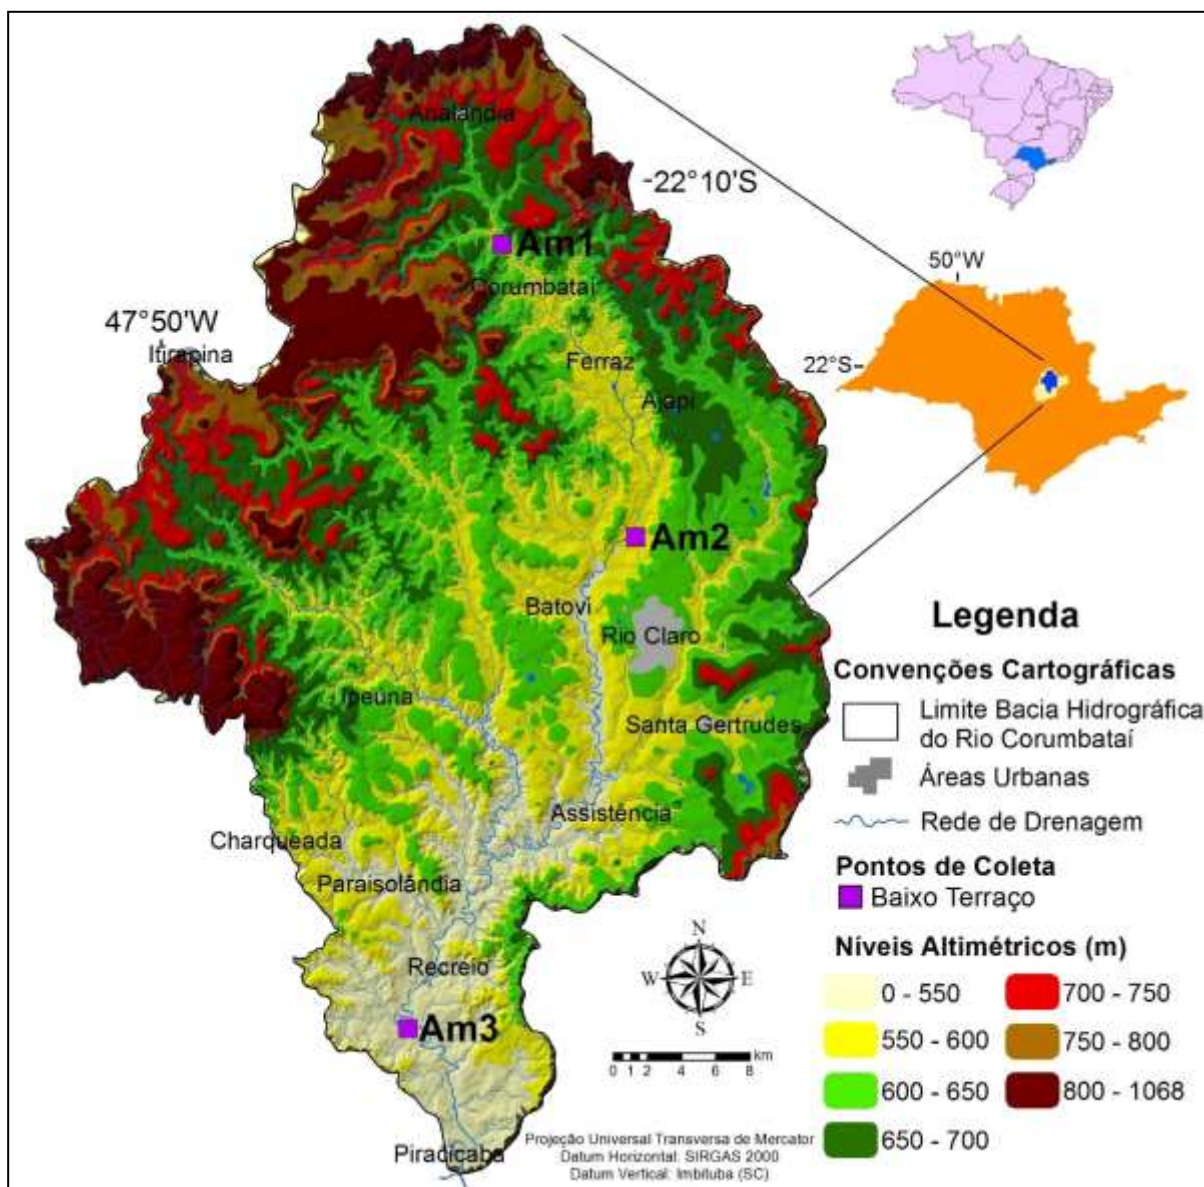 Analândia
22°10'S
Am1
Corumbataí
50°W
47°50'W
Itirapina
Ferraz
22°S
Ajapi
Am2
Batovi
Rio Claro
Ipeúna
Santa Gertrudes
Assistência
Charqueada
Paraisolândia
Recreio
Am3
Piracicaba
N
W
E
S
km
0 1 2 4 6 8
Projeção Universal Transversa de Mercator
Datum Horizontal: SIRGAS 2000
Datum Vertical: Imbituba (SC)
Legenda
Convenções Cartográficas
Limite Bacia Hidrográfica
do Rio Corumbataí
Áreas Urbanas
Rede de Drenagem
Pontos de Coleta
Baixo Terraço
Níveis Altimétricos (m)
0 - 550
700 - 750
550 - 600
750 - 800
600 - 650
800 - 1068
650 - 700